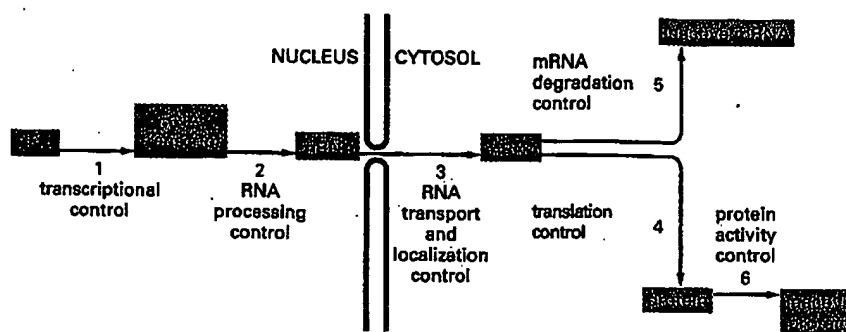 NUCLEUS
CYTOSOL
1
transcriptional
control
2
RNA
processing
control
3
RNA
transport
and
localization
control
mRNA
degradation
control
5
translation
control
4
protein
activity
control
6